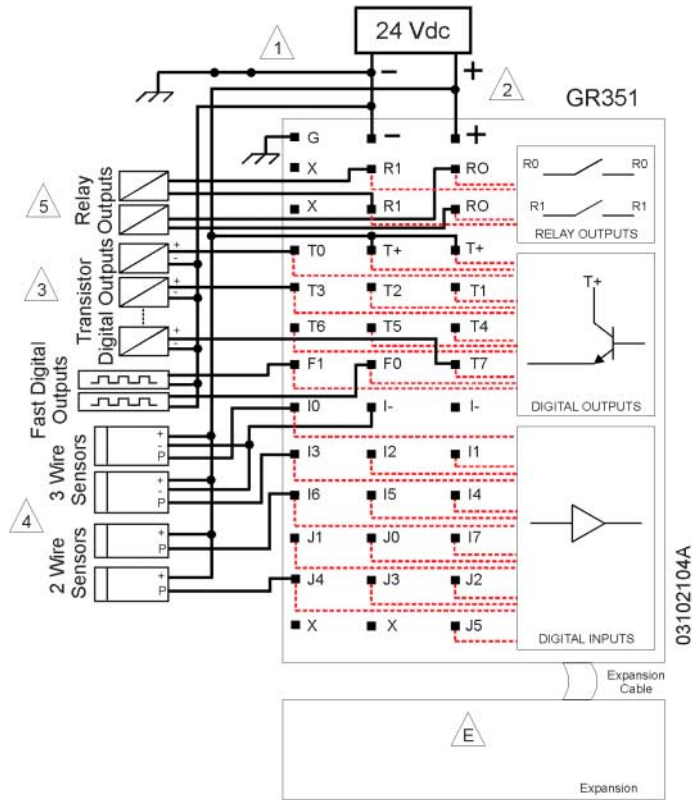 24 Vdc
1
-
+
2
GR351
G - +
X R1 RO
X R1 RO
R0 R0
R1 R1
RELAY OUTPUTS
5
Relay
Outputs
T0 T+ T+
T3 T2 T1
T6 T5 T4
F1 F0 T7
3
Transistor
Digital Outputs
+
-
+
-
+
-
T+
DIGITAL OUTPUTS
Fast Digital
Outputs
I0 I- I-
I3 I2 I1
I6 I5 I4
J1 J0 I7
J4 J3 J2
X X J5
3 Wire
Sensors
+
-
P
+
-
P
4
2 Wire
Sensors
+
P
+
P
DIGITAL INPUTS
03102104A
Expansion
Cable
E
Expansion